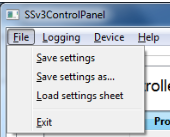 SSv3ControlPanel
File Logging Device Help
Save settings
Save settings as...
Load settings sheet
Exit